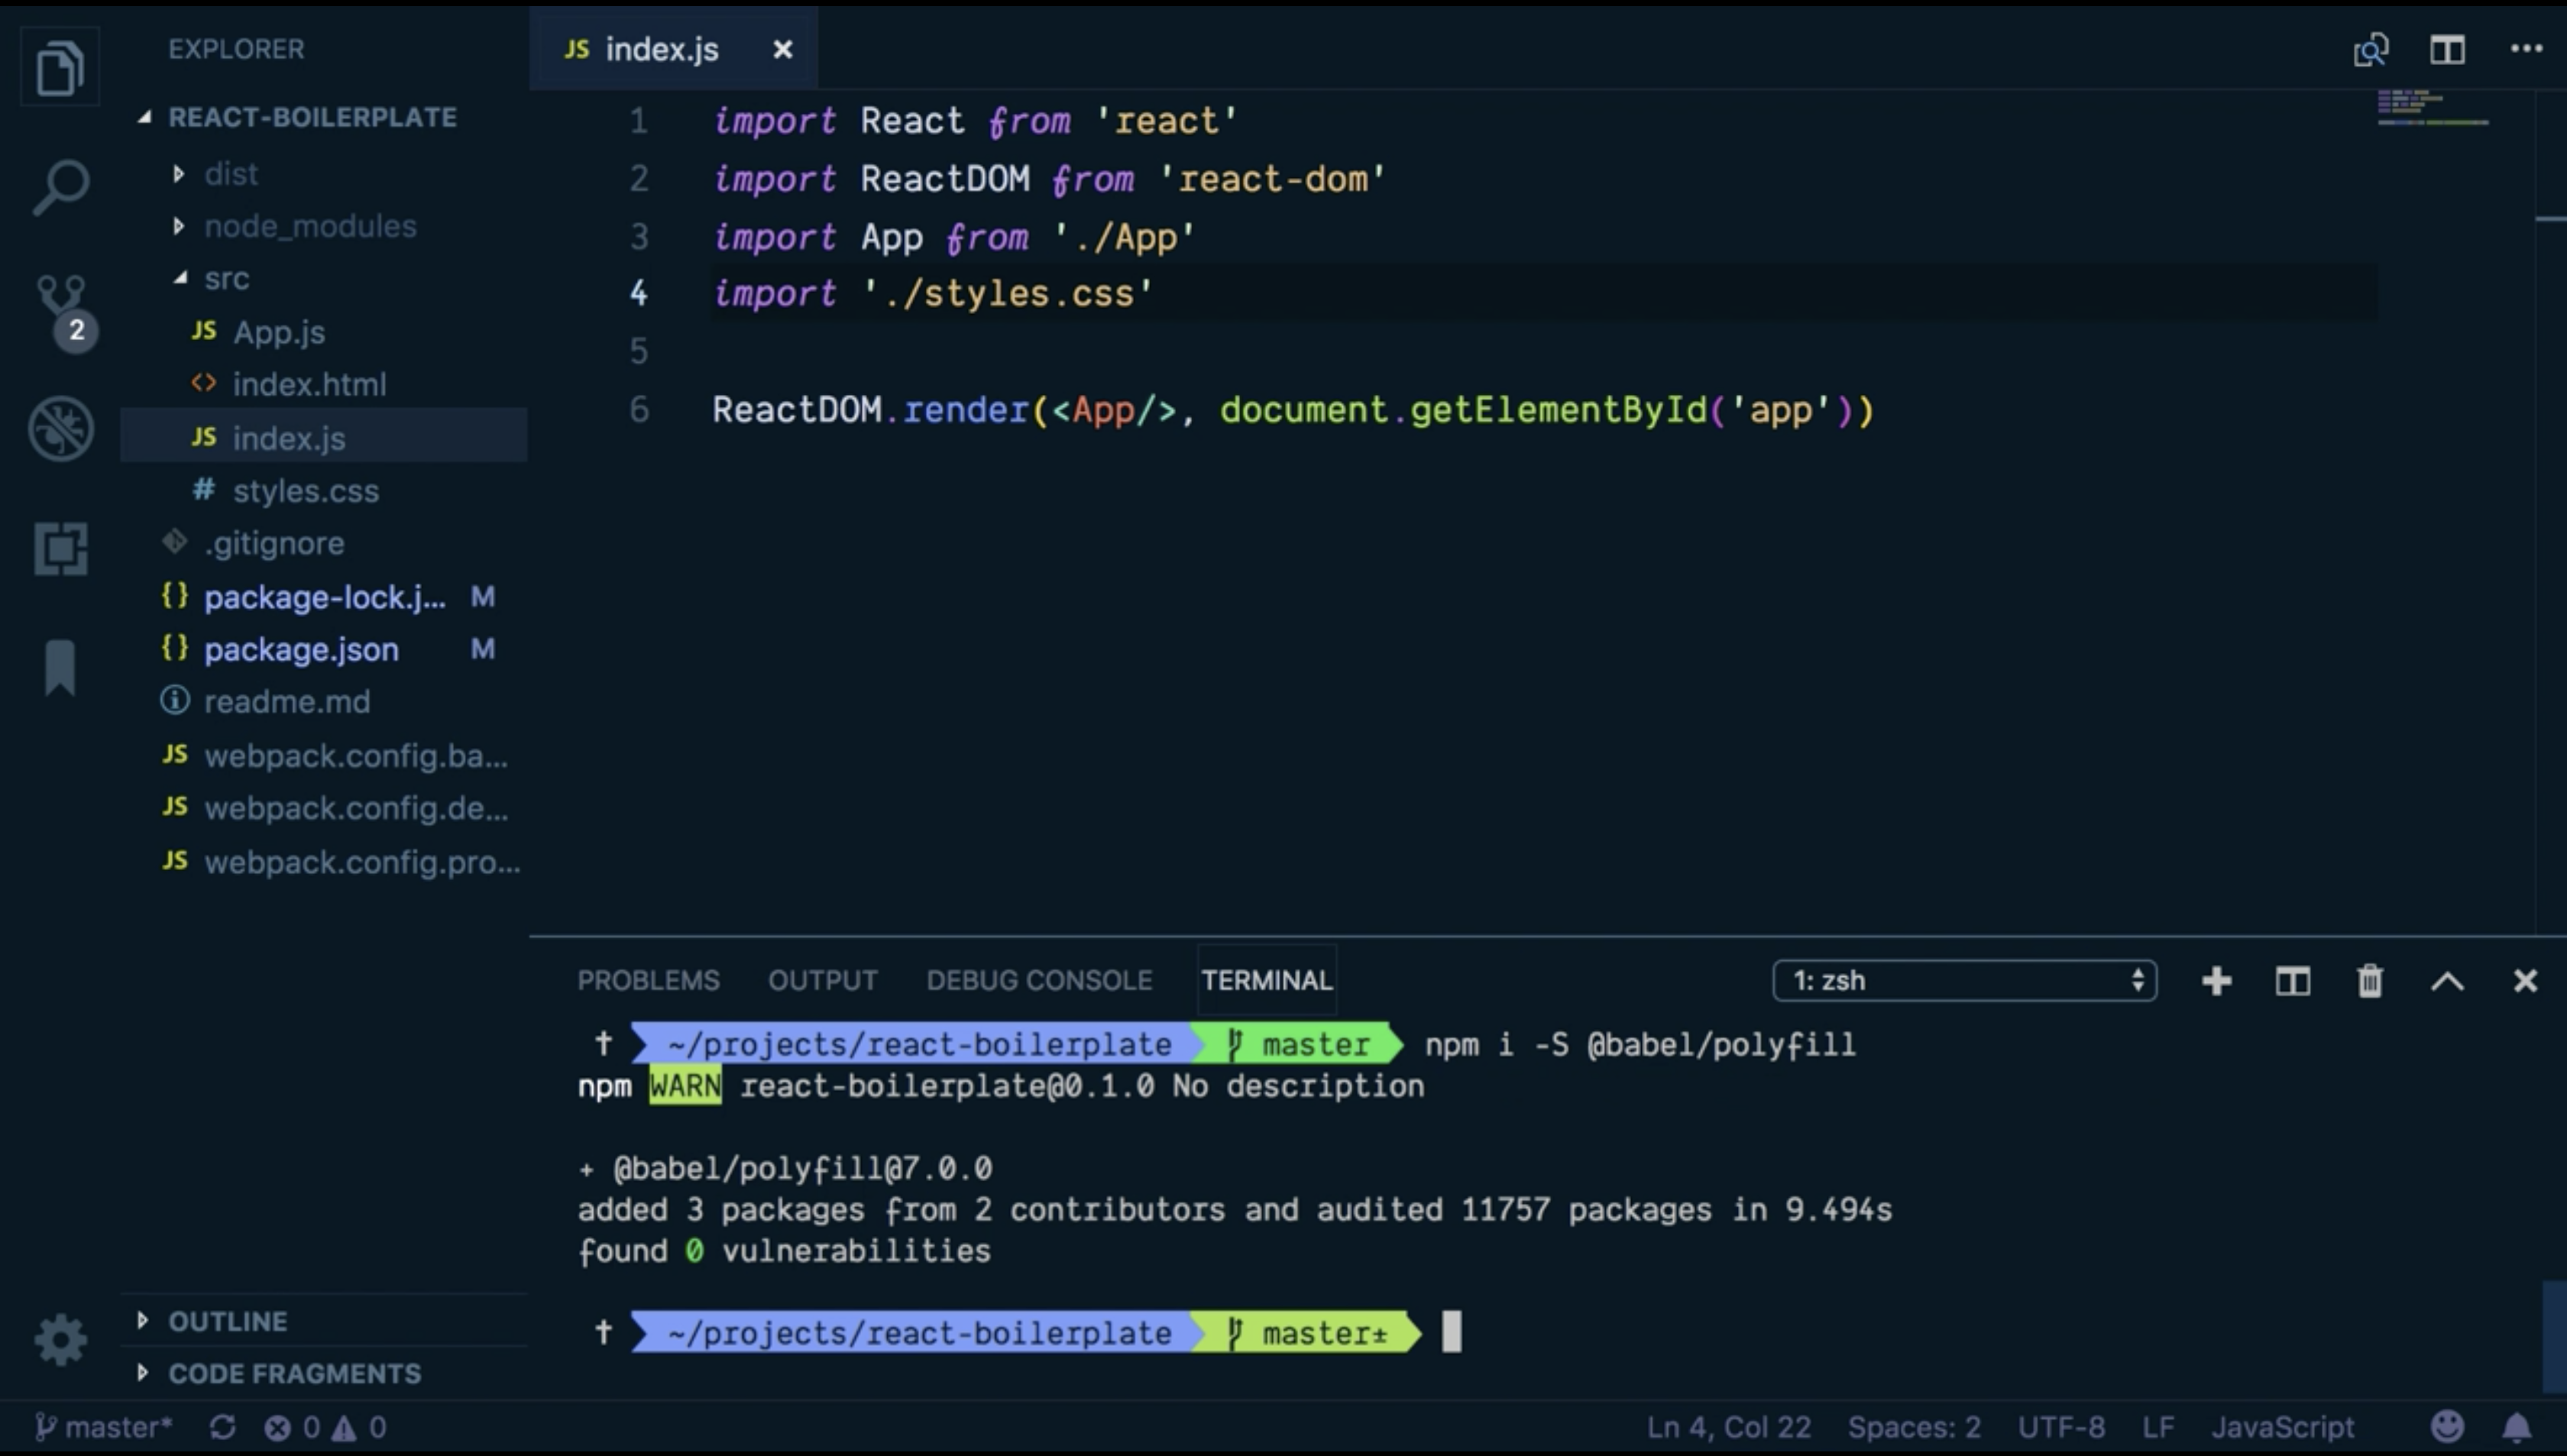 EXPLORER
REACT-BOILERPLATE
dist
node_modules
src
JS App.js
<> index.html
JS index.js
# styles.css
.gitignore
{} package-lock.j... M
{} package.json M
readme.md
JS webpack.config.ba...
JS webpack.config.de...
JS webpack.config.pro...
OUTLINE
CODE FRAGMENTS
2
JS index.js ×
1 import React from 'react'
2 import ReactDOM from 'react-dom'
3 import App from './App'
4 import './styles.css'
5
6 ReactDOM.render(<App/>, document.getElementById('app'))
PROBLEMS OUTPUT DEBUG CONSOLE TERMINAL 1: zsh
† ~/projects/react-boilerplate master npm i -S @babel/polyfill
npm WARN react-boilerplate@0.1.0 No description
+ @babel/polyfill@7.0.0
added 3 packages from 2 contributors and audited 11757 packages in 9.494s
found 0 vulnerabilities
† ~/projects/react-boilerplate master±
master* 0 0 Ln 4, Col 22 Spaces: 2 UTF-8 LF JavaScript